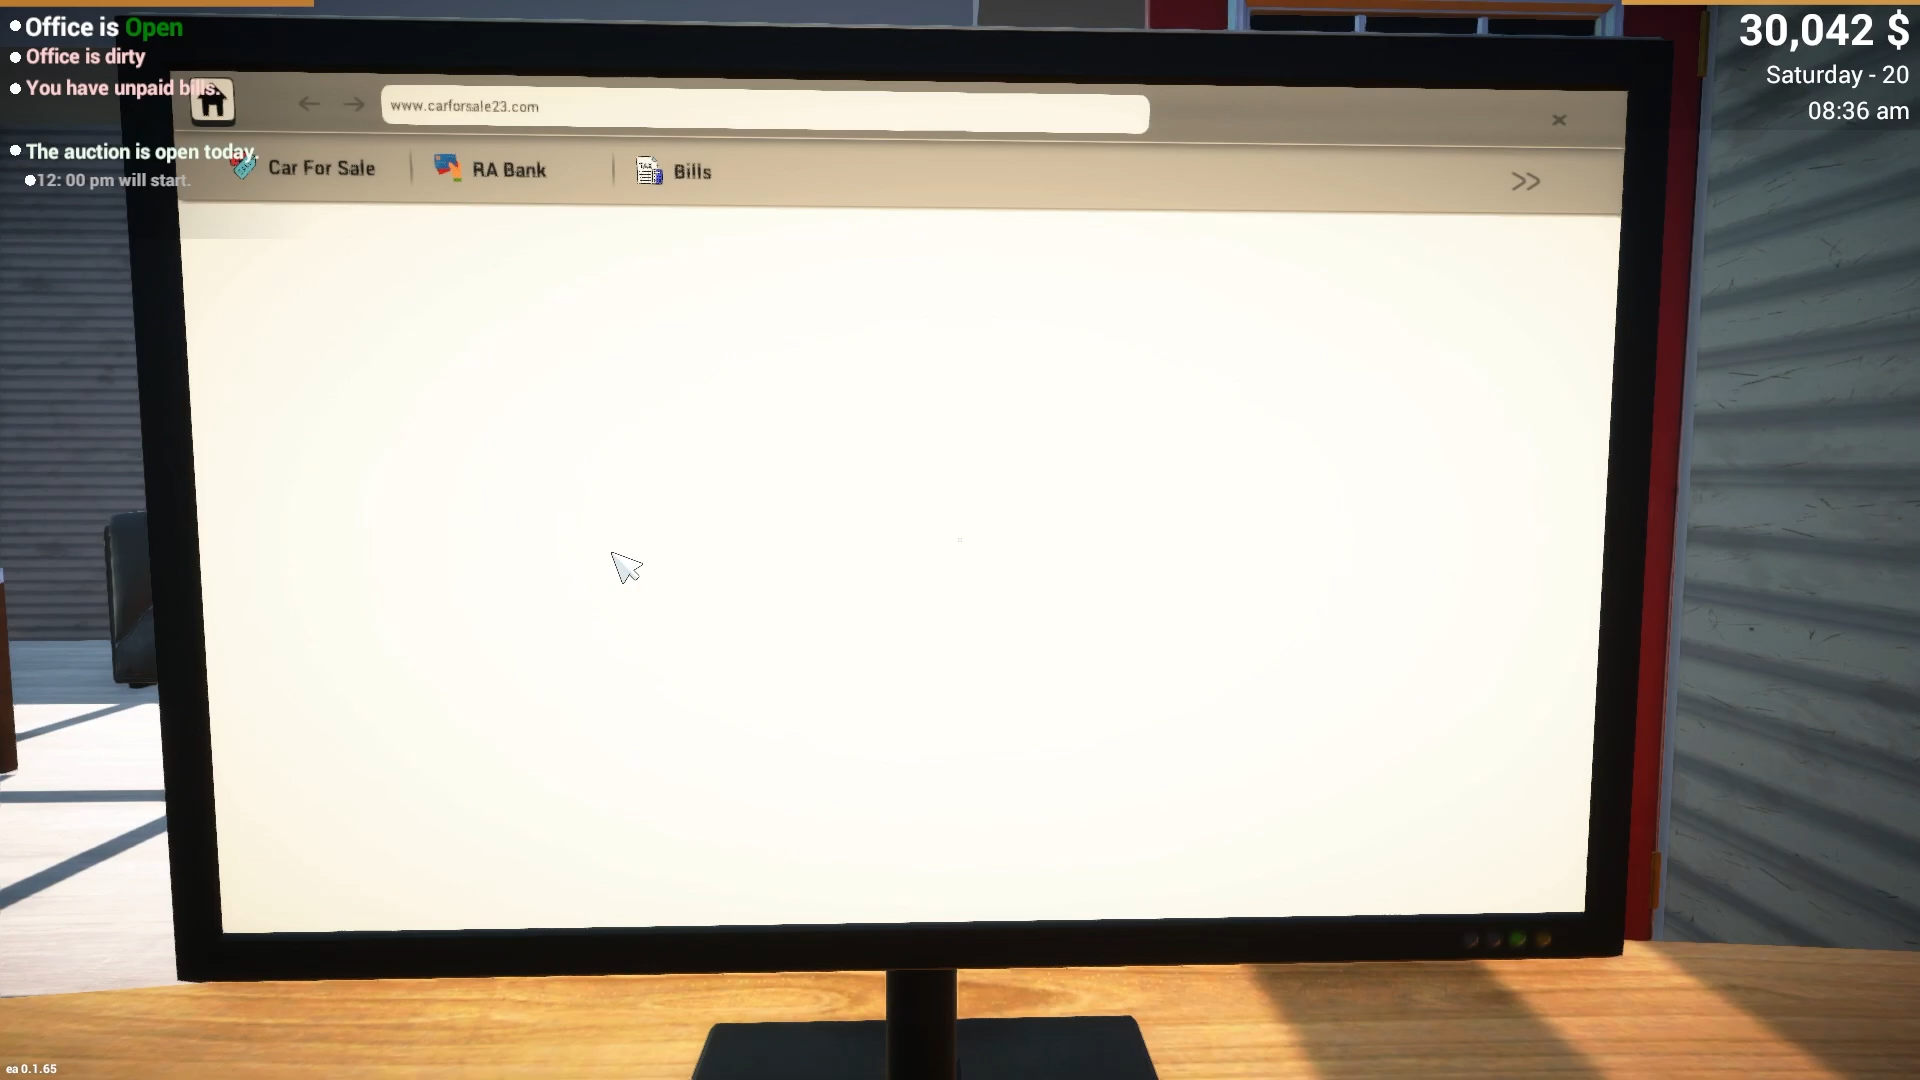 Office is Open
Office is dirty
You have unpaid bills.
The auction is open today.
12: 00 pm will start.
30,042 $
Saturday - 20
08:36 am
www.carforsale23.com
Car For Sale
RA Bank
Bills
>>
ea 0.1.65